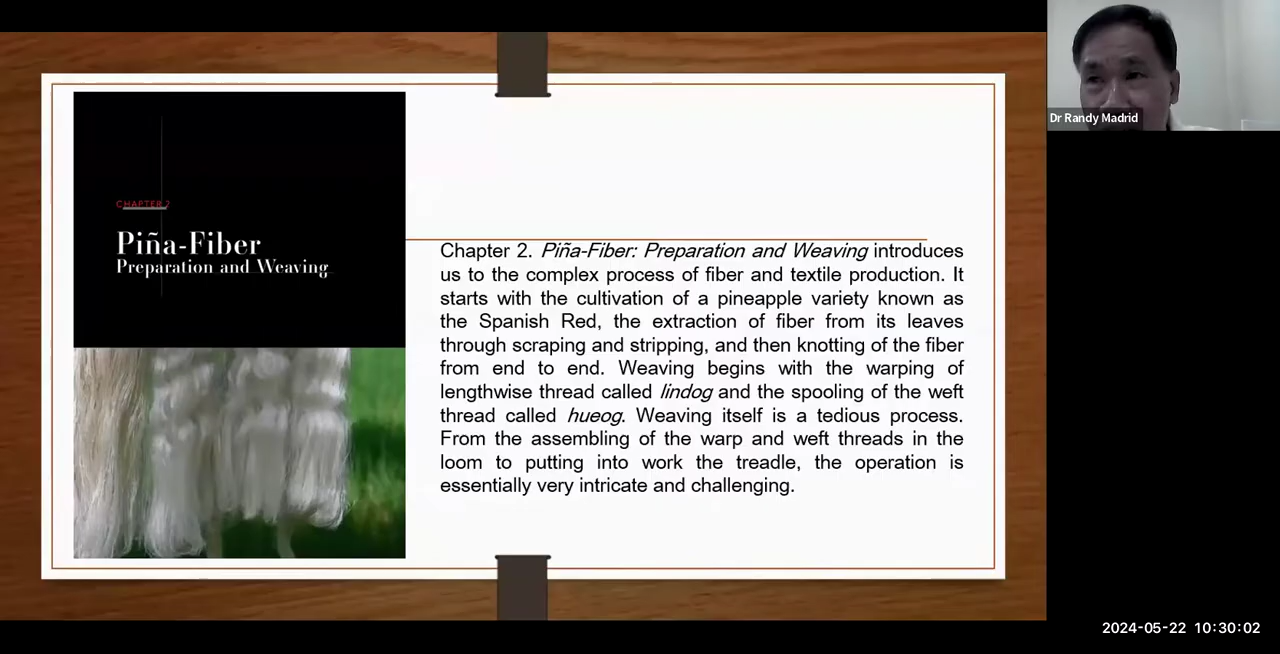 CHAPTER 2
Piña-Fiber
Preparation and Weaving
Chapter 2. Piña-Fiber: Preparation and Weaving introduces
us to the complex process of fiber and textile production. It
starts with the cultivation of a pineapple variety known as
the Spanish Red, the extraction of fiber from its leaves
through scraping and stripping, and then knotting of the fiber
from end to end. Weaving begins with the warping of
lengthwise thread called lindog and the spooling of the weft
thread called hueog. Weaving itself is a tedious process.
From the assembling of the warp and weft threads in the
loom to putting into work the treadle, the operation is
essentially very intricate and challenging.
Dr Randy Madrid
2024-05-22 10:30:02